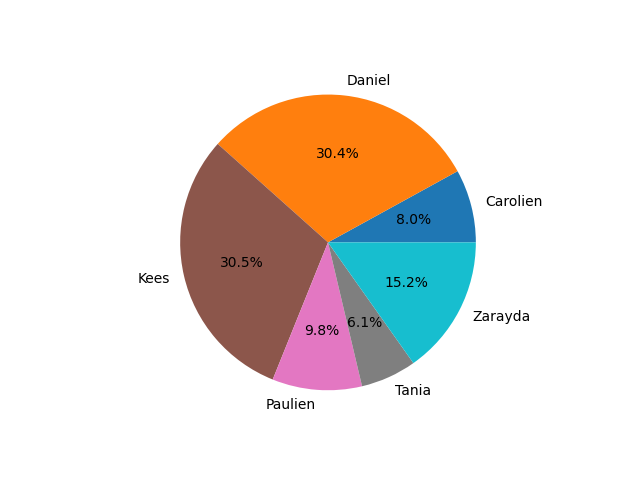 Daniel
30.4%
Carolien
8.0%
Kees
30.5%
15.2%
Zarayda
9.8%
6.1%
Paulien
Tania